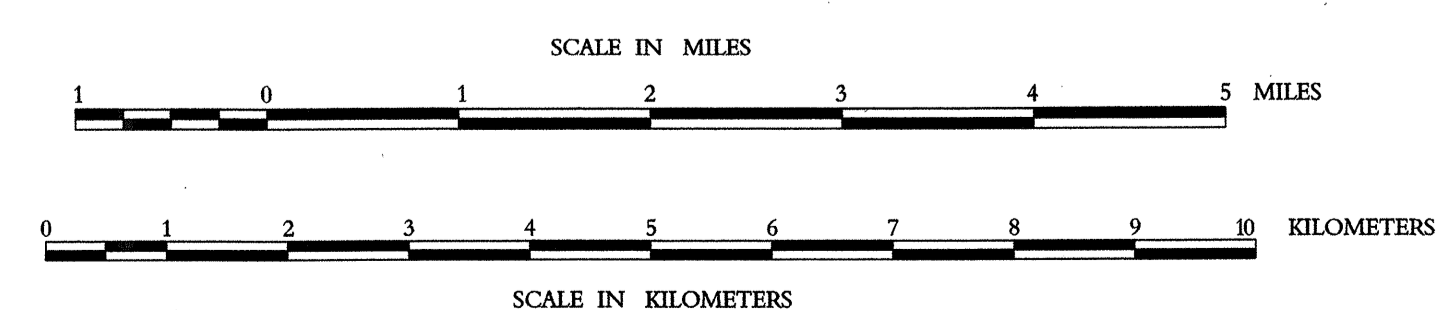 SCALE IN MILES
1 0 1 2 3 4 5 MILES
0 1 2 3 4 5 6 7 8 9 10 KILOMETERS
SCALE IN KILOMETERS